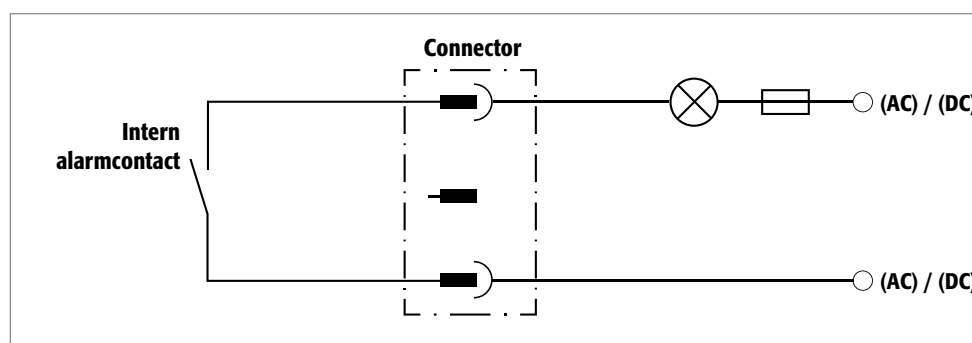 Connector
(AC) / (DC)
Intern
alarmcontact
(AC) / (DC)